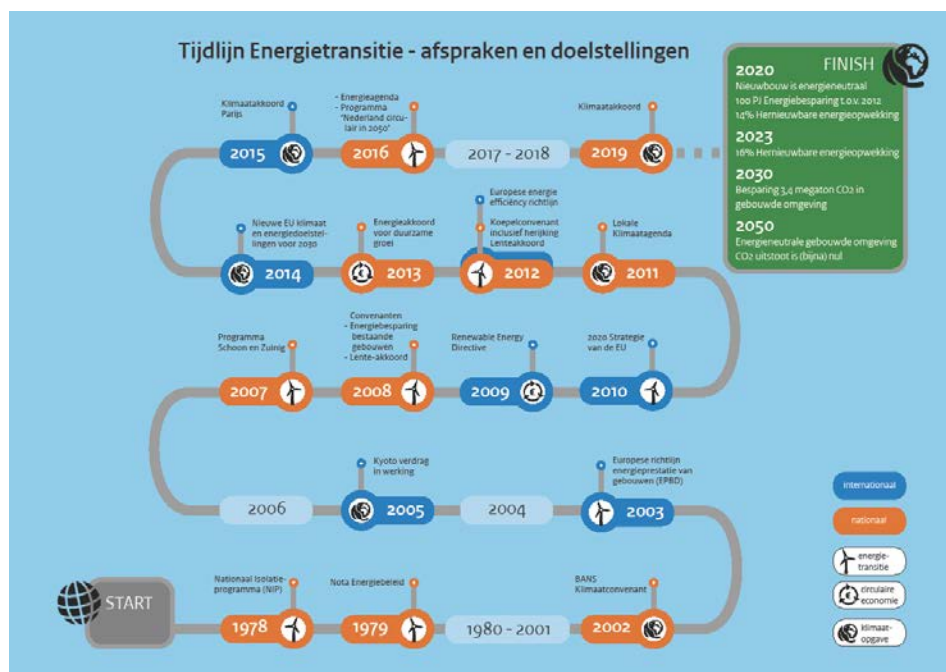 Tijdlijn Energietransitie - afspraken en doelstellingen
FINISH
2020
Nieuwbouw is energieneutraal
100 PJ Energiebesparing t.o.v. 2012
14% Hernieuwbare energieopwekking
2023
16% Hernieuwbare energieopwekking
2030
Besparing 3,4 megaton CO2 in
gebouwde omgeving
2050
Energieneutrale gebouwde omgeving
CO2 uitstoot is (bijna) nul
Klimaatakkoord
Parijs
2015
- Energieagenda
- Programma
"Nederland circu-
lair in 2050"
2016
2017 - 2018
Klimaatakkoord
2019
Nieuwe EU klimaat
en energiedoelstel-
lingen voor 2030
2014
Energieakkoord
voor duurzame
groei
2013
Europese energie
efficiency richtlijn
Koepelconvenant
inclusief herijking
Lenteakkoord
2012
Lokale
Klimaatagenda
2011
Programma
Schoon en Zuinig
2007
Convenanten
- Energiebesparing
bestaande
gebouwen
- Lente-akkoord
2008
Renewable Energy
Directive
2009
2020 Strategie
van de EU
2010
2006
Kyoto verdrag
in werking
2005
2004
Europese richtlijn
energieprestatie van
gebouwen (EPBD)
2003
START
Nationaal Isolatie-
programma (NIP)
1978
Nota Energiebeleid
1979
1980 - 2001
BANS
Klimaatconvenant
2002
internationaal
nationaal
energie-
transitie
circulaire
economie
klimaat-
opgave